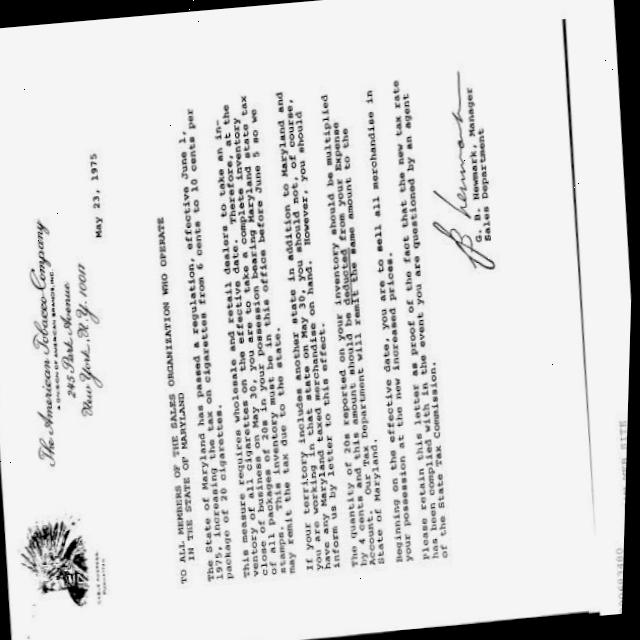 The American Tobacco Company
A DIVISION OF AMERICAN BRANDS, INC.
245 Park Avenue
New York, N.Y. 10017
May 23, 1975
TO ALL MEMBERS OF THE SALES ORGANIZATION WHO OPERATE
IN THE STATE OF MARYLAND
The State of Maryland has passed a regulation, effective June 1,
1975, increasing the tax on cigarettes from 6 cents to 10 cents per
package of 20 cigarettes.
This measure requires wholesale and retail dealers to take an in-
ventory of all cigarettes on the effective date. Therefore, at the
close of business on May 30, you are to take a complete inventory
of all packages of 20s in your possession bearing Maryland state tax
stamps. This inventory must be in this office before June 5 so we
may remit the tax due to the state.
If your territory includes another state in addition to Maryland and
you are working in that state on May 30, you should not, of course,
have any Maryland taxed merchandise on hand. However, you should
inform us by letter to this effect.
The quantity of 20s reported on your inventory should be multiplied
by 4 cents and this amount should be deducted from your Expense
Account. Our Tax Department will remit the same amount to the
State of Maryland.
Beginning on the effective date, you are to sell all merchandise in
your possession at the new increased prices.
Please retain this letter as proof of the fact that the new tax rate
has been complied with in the event you are questioned by an agent
of the State Tax Commission.
G. B. Newmark, Manager
Sales Department